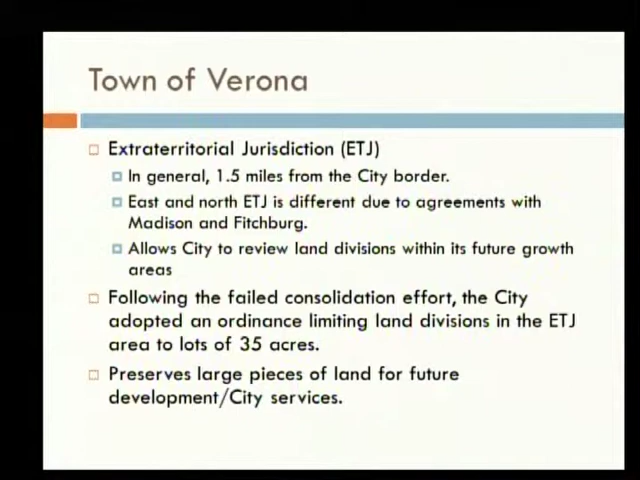 Town of Verona
Extraterritorial Jurisdiction (ETJ)
In general, 1.5 miles from the City border.
East and north ETJ is different due to agreements with
Madison and Fitchburg.
Allows City to review land divisions within its future growth
areas
Following the failed consolidation effort, the City
adopted an ordinance limiting land divisions in the ETJ
area to lots of 35 acres.
Preserves large pieces of land for future
development/City services.